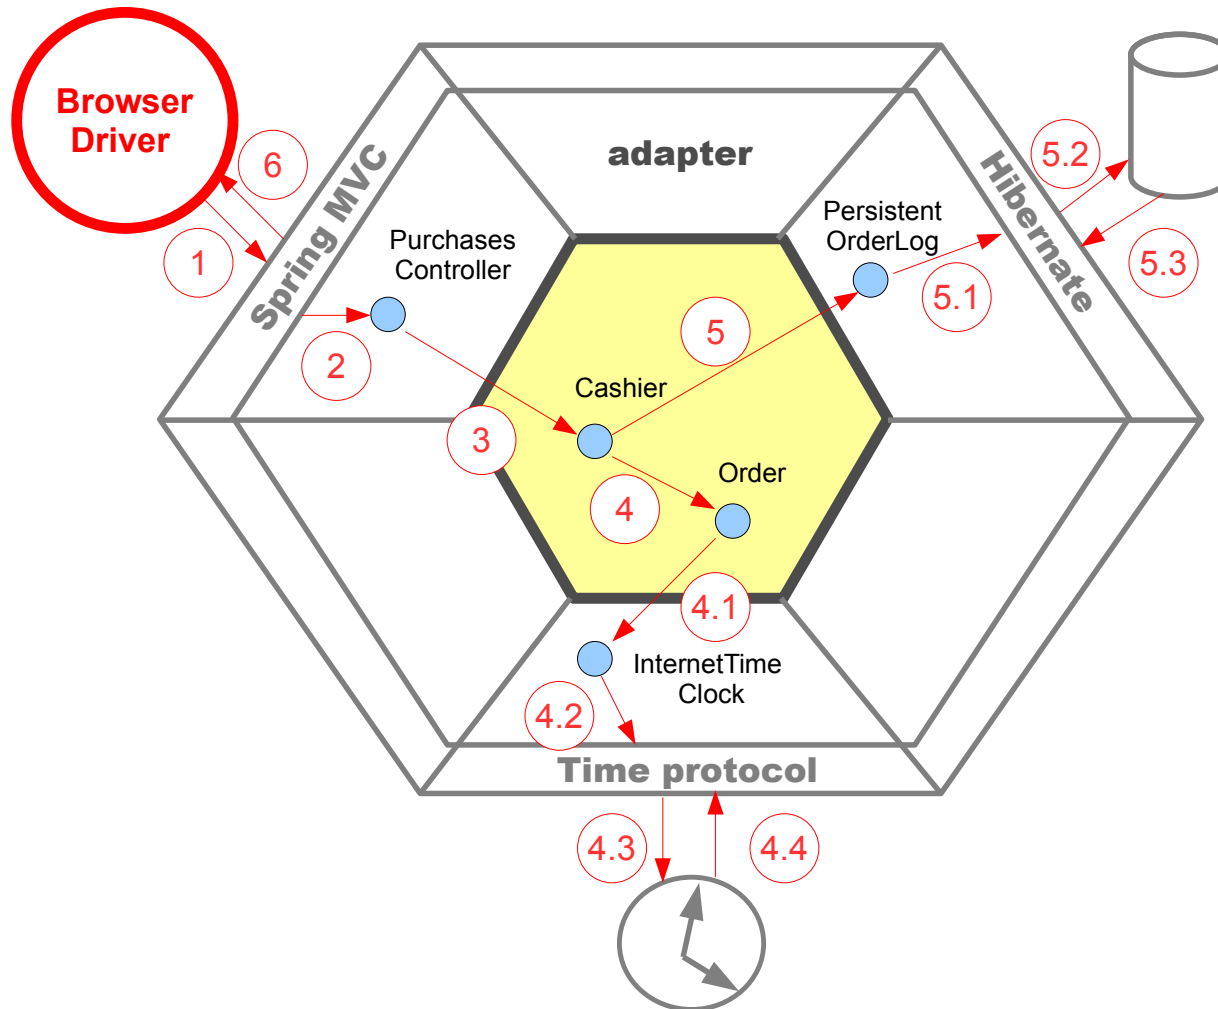 Browser
Driver
adapter
6
5.2
Spring MVC
Hibernate
Persistent
OrderLog
Purchases
Controller
1
5.3
5.1
5
2
Cashier
3
Order
4
4.1
InternetTime
Clock
4.2
Time protocol
4.3
4.4